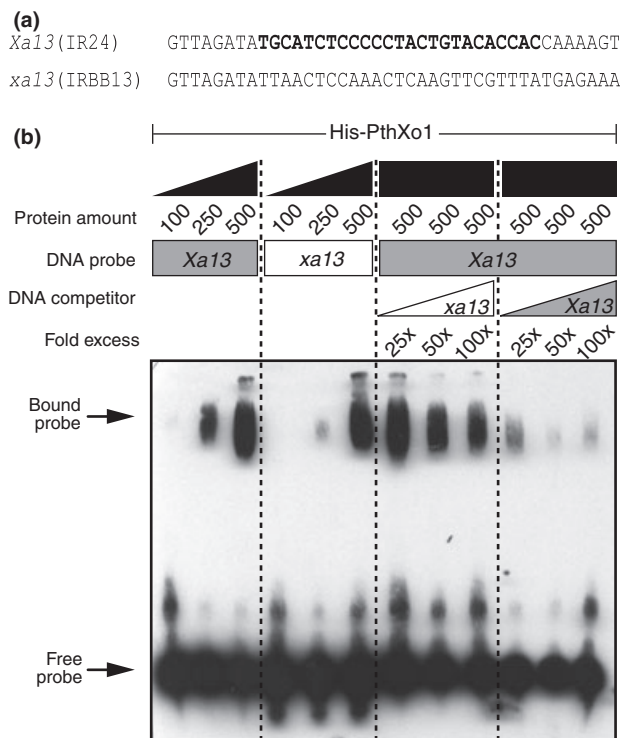 (a)
Xa13(IR24) GTTAGATATGCATCTCCCCCTACTGTACACCACCAAAAGT
xa13(IRBB13) GTTAGATATTAACTCCAAACTCAAGTTCGTTTATGAGAAA
(b) His-PthXo1
Protein amount 100 250 500 100 250 500 500 500 500 500 500 500
DNA probe Xa13 xa13 Xa13
DNA competitor xa13 Xa13
Fold excess 25x 50x 100x 25x 50x 100x
Bound
probe
Free
probe